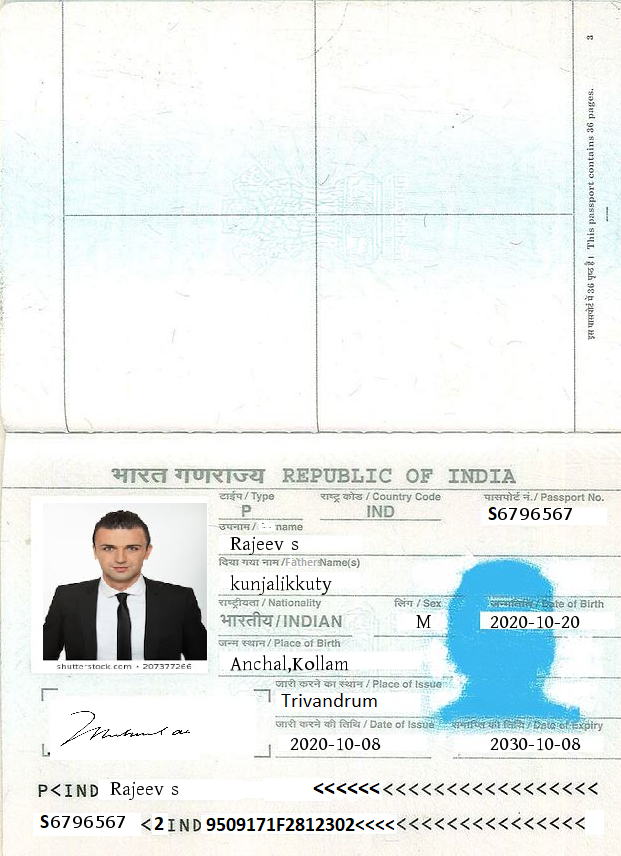 3
इस पासपोर्ट में 36 पृष्ठ हैं। This passport contains 36 pages.
भारत गणराज्य REPUBLIC OF INDIA
टाईप / Type
राष्ट्र कोड / Country Code
पासपोर्ट नं. / Passport No.
P
IND
S6796567
उपनाम / name
Rajeev s
दिया गया नाम / FathersName(s)
kunjalikkuty
राष्ट्रीयता / Nationality
लिंग / Sex
जन्मतिथि / Date of Birth
भारतीय / INDIAN
M
2020-10-20
जन्म स्थान / Place of Birth
Anchal,Kollam
जारी करने का स्थान / Place of Issue
Trivandrum
जारी करने की तिथि / Date of Issue
समाप्ति की तिथि / Date of Expiry
2020-10-08
2030-10-08
shutterstock.com • 207377266
P<IND Rajeev s <<<<<<<<<<<<<<<<<<<<<<<
S6796567 <2IND9509171F2812302<<<<<<<<<<<<<<<<<<